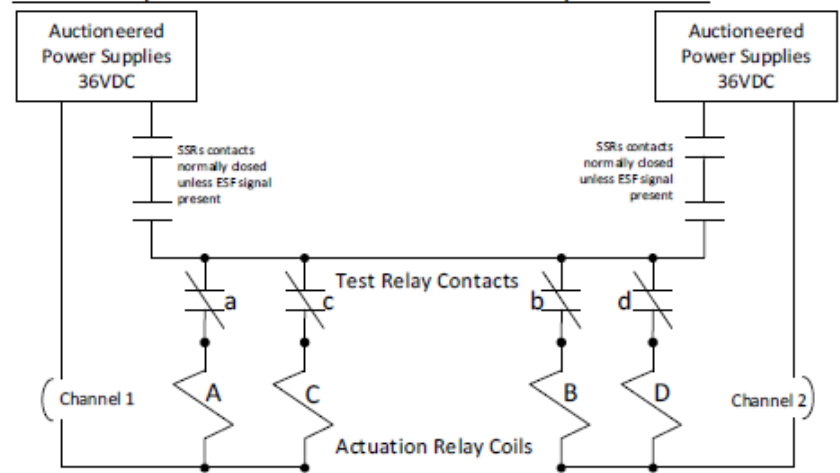 Auctioneered
Power Supplies
36VDC
Auctioneered
Power Supplies
36VDC
SSRs contacts
normally closed
unless ESF signal
present
SSRs contacts
normally closed
unless ESF signal
present
Test Relay Contacts
a
c
b
d
A
C
B
D
Channel 1
Channel 2
Actuation Relay Coils